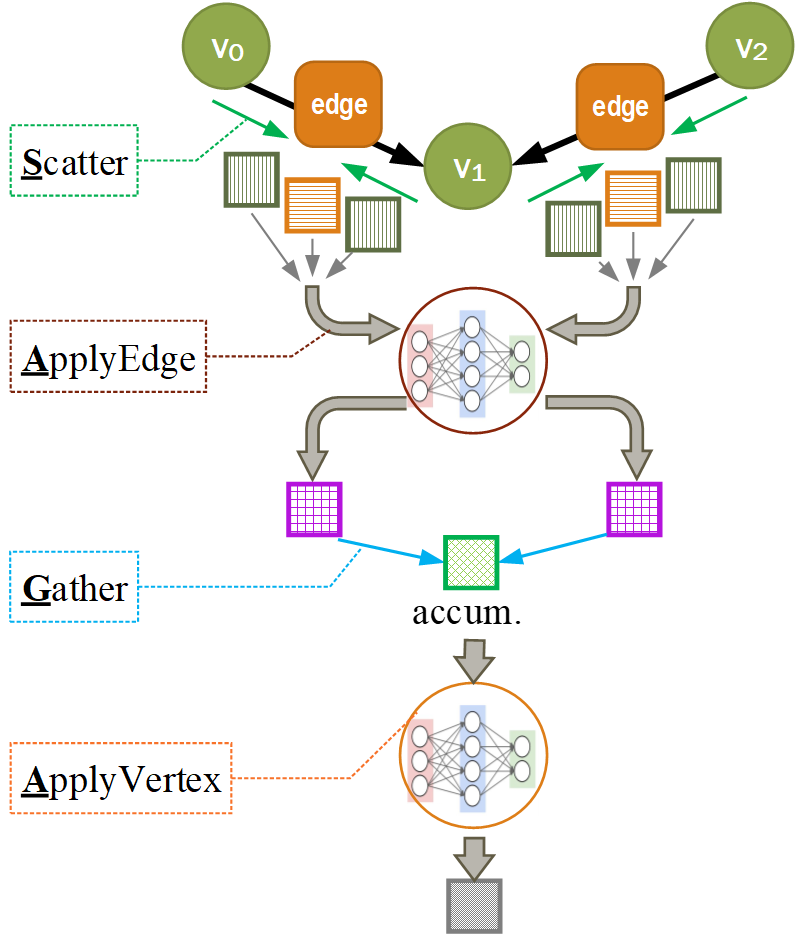 v0
v2
edge
edge
v1
Scatter
ApplyEdge
Gather
accum.
ApplyVertex